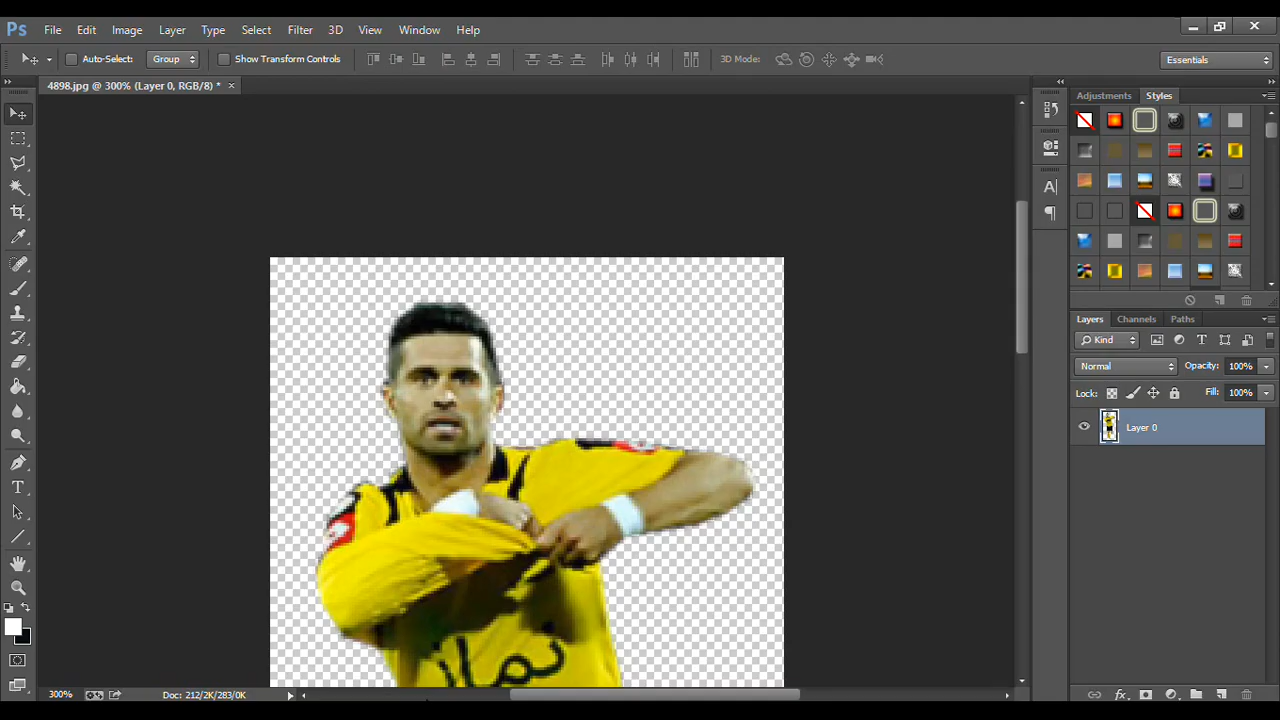 Ps File Edit Image Layer Type Select Filter 3D View Window Help
Auto-Select: Group Show Transform Controls 3D Mode: Essentials
4898.jpg @ 300% (Layer 0, RGB/8) *
Adjustments Styles
Layers Channels Paths
Kind
Normal Opacity: 100%
Lock: Fill: 100%
Layer 0
300% Doc: 212/2K/283/0K